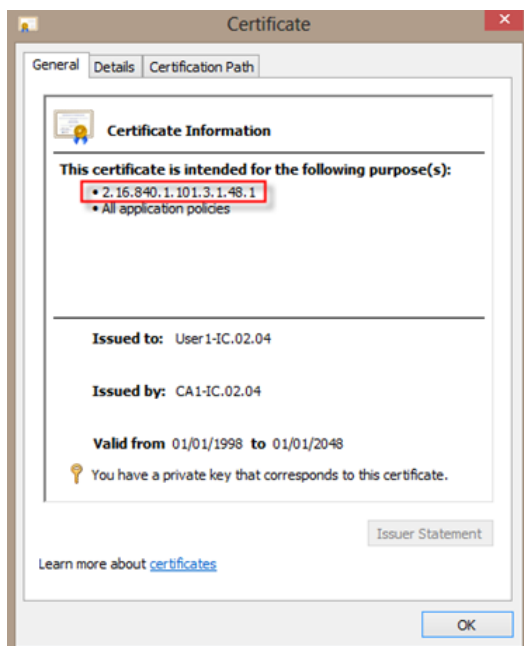 Certificate
General Details Certification Path
Certificate Information
This certificate is intended for the following purpose(s):
• 2.16.840.1.101.3.1.48.1
• All application policies
Issued to: User1-IC.02.04
Issued by: CA1-IC.02.04
Valid from 01/01/1998 to 01/01/2048
You have a private key that corresponds to this certificate.
Issuer Statement
Learn more about certificates
OK